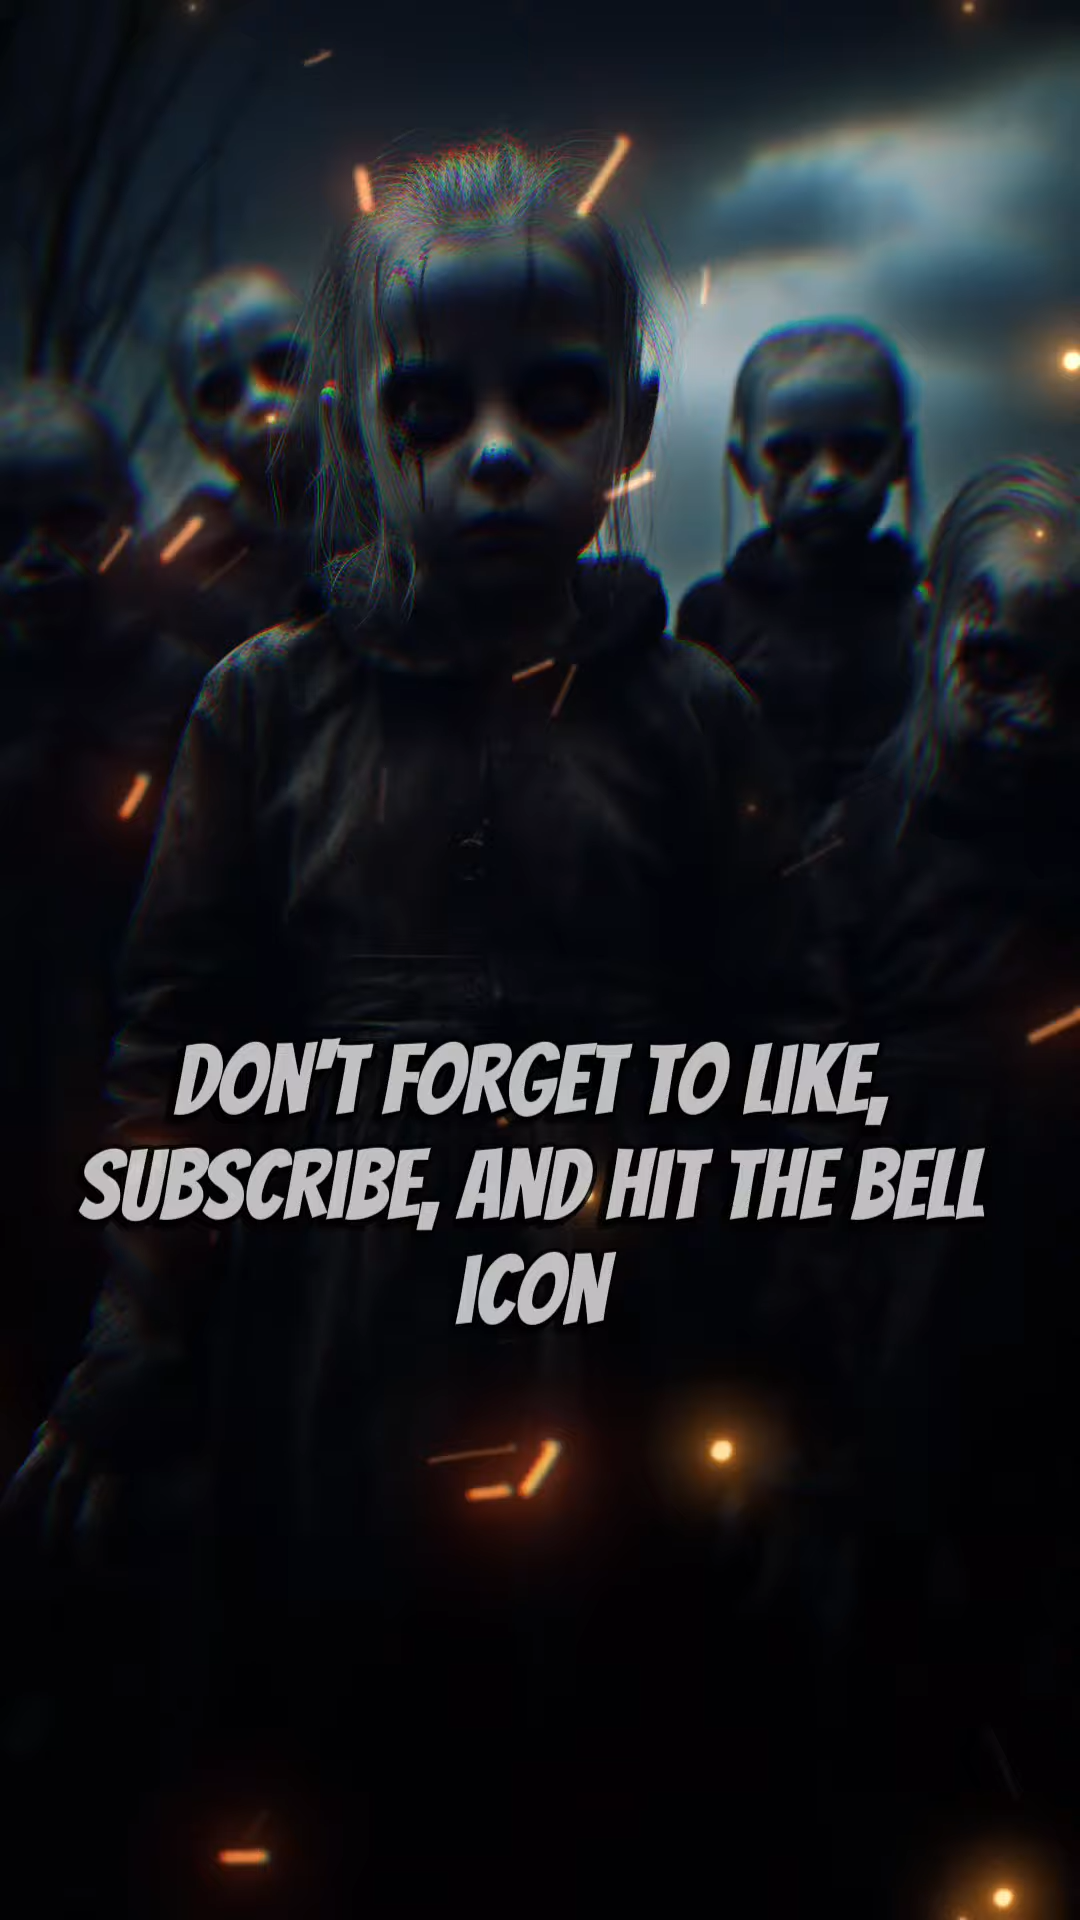 DON'T FORGET TO LIKE,
SUBSCRIBE, AND HIT THE BELL
ICON